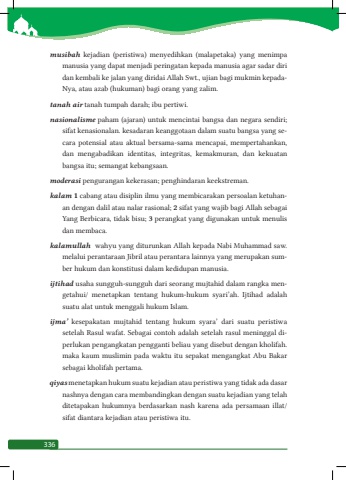 musibah kejadian (peristiwa) menyedihkan (malapetaka) yang menimpa
manusia yang dapat menjadi peringatan kepada manusia agar sadar diri
dan kembali ke jalan yang diridai Allah Swt., ujian bagi mukmin kepada-
Nya, atau azab (hukuman) bagi orang yang zalim.
tanah air tanah tumpah darah; ibu pertiwi.
nasionalisme paham (ajaran) untuk mencintai bangsa dan negara sendiri;
sifat kenasionalan. kesadaran keanggotaan dalam suatu bangsa yang se-
cara potensial atau aktual bersama-sama mencapai, mempertahankan,
dan mengabadikan identitas, integritas, kemakmuran, dan kekuatan
bangsa itu; semangat kebangsaan.
moderasi pengurangan kekerasan; penghindaran keekstreman.
kalam 1 cabang atau disiplin ilmu yang membicarakan persoalan ketuhan-
an dengan dalil atau nalar rasional; 2 sifat yang wajib bagi Allah sebagai
Yang Berbicara, tidak bisu; 3 perangkat yang digunakan untuk menulis
dan membaca.
kalamullah wahyu yang diturunkan Allah kepada Nabi Muhammad saw.
melalui perantaraan Jibril atau perantara lainnya yang merupakan sum-
ber hukum dan konstitusi dalam kedidupan manusia.
ijtihad usaha sungguh-sungguh dari seorang mujtahid dalam rangka men-
getahui/ menetapkan tentang hukum-hukum syari'ah. Ijtihad adalah
suatu alat untuk menggali hukum Islam.
ijma' kesepakatan mujtahid tentang hukum syara' dari suatu peristiwa
setelah Rasul wafat. Sebagai contoh adalah setelah rasul meninggal di-
perlukan pengangkatan pengganti beliau yang disebut dengan kholifah.
maka kaum muslimin pada waktu itu sepakat mengangkat Abu Bakar
sebagai kholifah pertama.
qiyas menetapkan hukum suatu kejadian atau peristiwa yang tidak ada dasar
nashnya dengan cara membandingkan dengan suatu kejadian yang telah
ditetapakan hukumnya berdasarkan nash karena ada persamaan illat/
sifat diantara kejadian atau peristiwa itu.
336